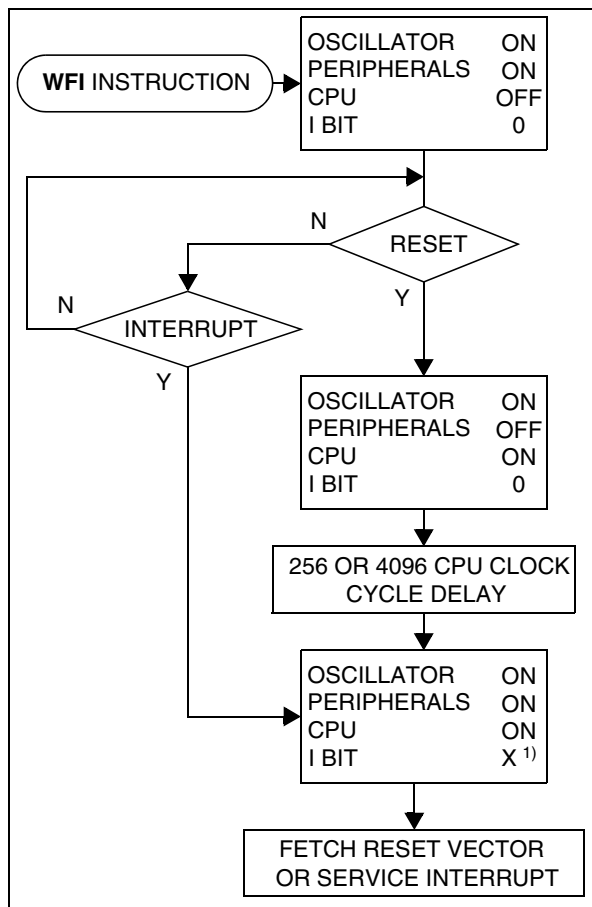 WFI INSTRUCTION
OSCILLATOR ON
PERIPHERALS ON
CPU OFF
I BIT 0
N
RESET
Y
N
INTERRUPT
Y
OSCILLATOR ON
PERIPHERALS OFF
CPU ON
I BIT 0
256 OR 4096 CPU CLOCK
CYCLE DELAY
OSCILLATOR ON
PERIPHERALS ON
CPU ON
I BIT X 1)
FETCH RESET VECTOR
OR SERVICE INTERRUPT